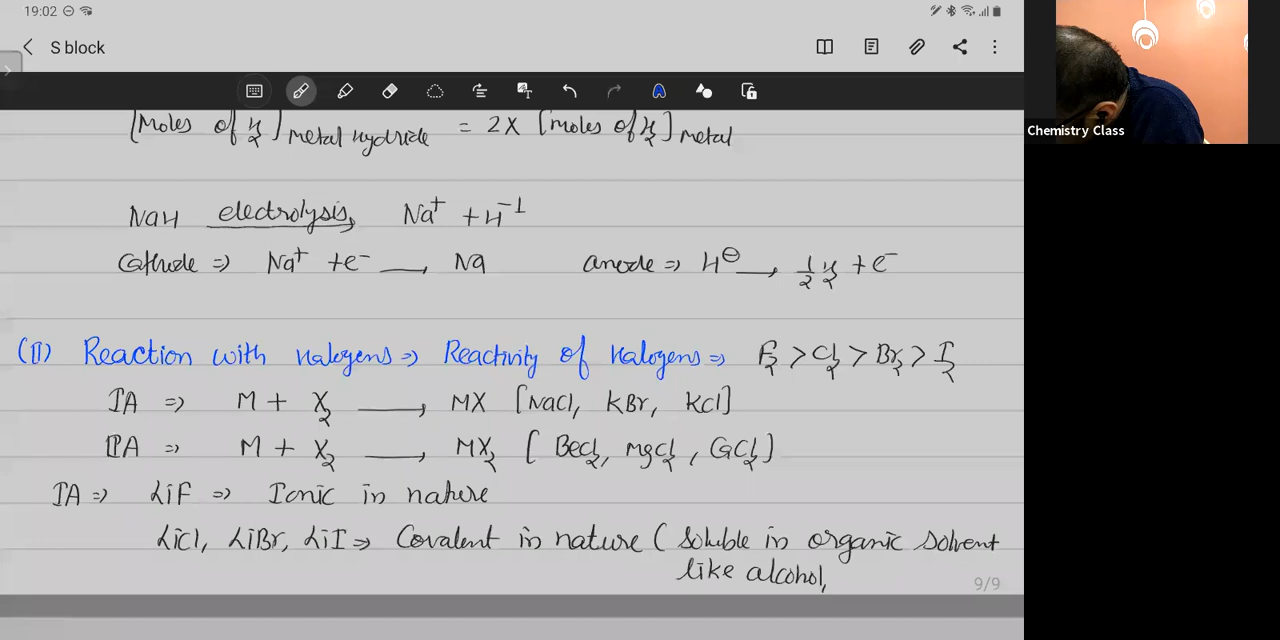 19:02
S block
Chemistry Class
[Moles of H₂] Metal hydride = 2X [moles of H₂] metal
NaH electrolysis, Na⁺ + H⁻¹
Cathode ⇒ Na⁺ + e⁻ → Na anode ⇒ H⊖ → 1/2 H₂ + e⁻
(II) Reaction with halogens ⇒ Reactivity of halogens ⇒ F₂ > Cl₂ > Br₂ > I₂
IA ⇒ M + X₂ → MX [NaCl, KBr, KCl]
IIA ⇒ M + X₂ → MX₂ [BeCl₂, MgCl₂, CaCl₂]
IA ⇒ LiF ⇒ Ionic in nature
LiCl, LiBr, LiI ⇒ Covalent in nature (Soluble in organic solvent
like alcohol,
9/9